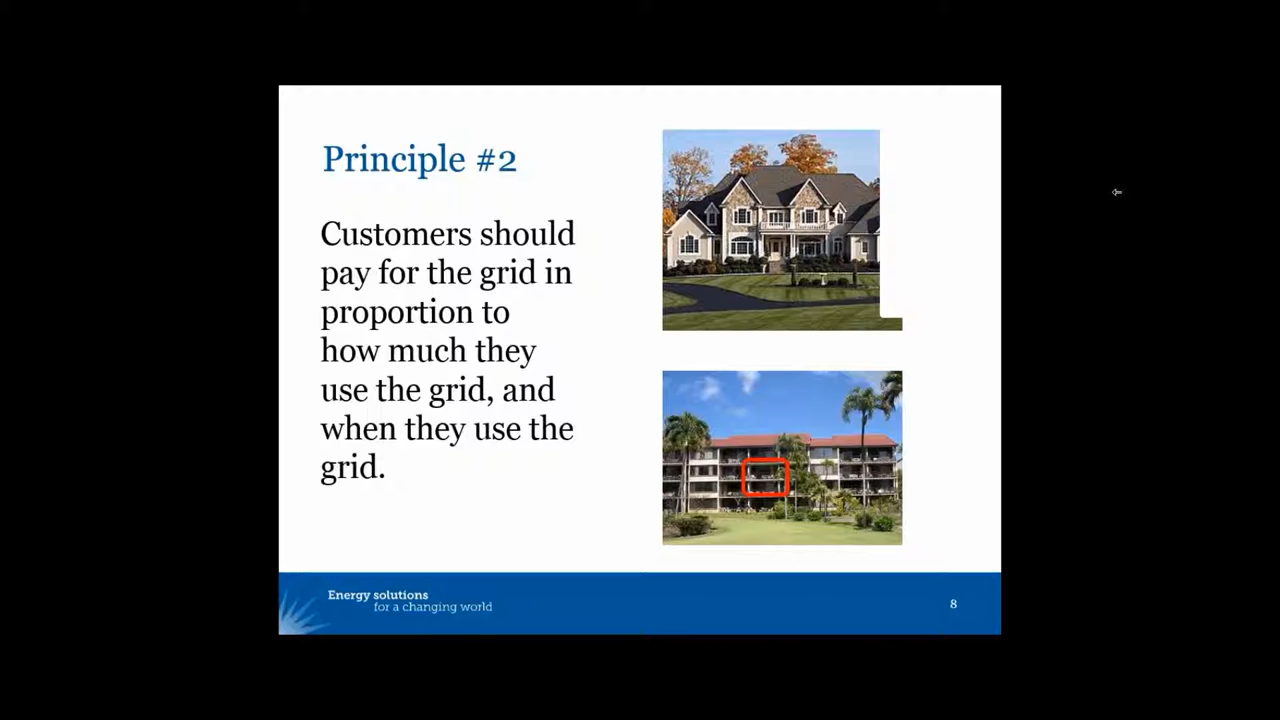 Principle #2
Customers should
pay for the grid in
proportion to
how much they
use the grid, and
when they use the
grid.
Energy solutions
for a changing world
8